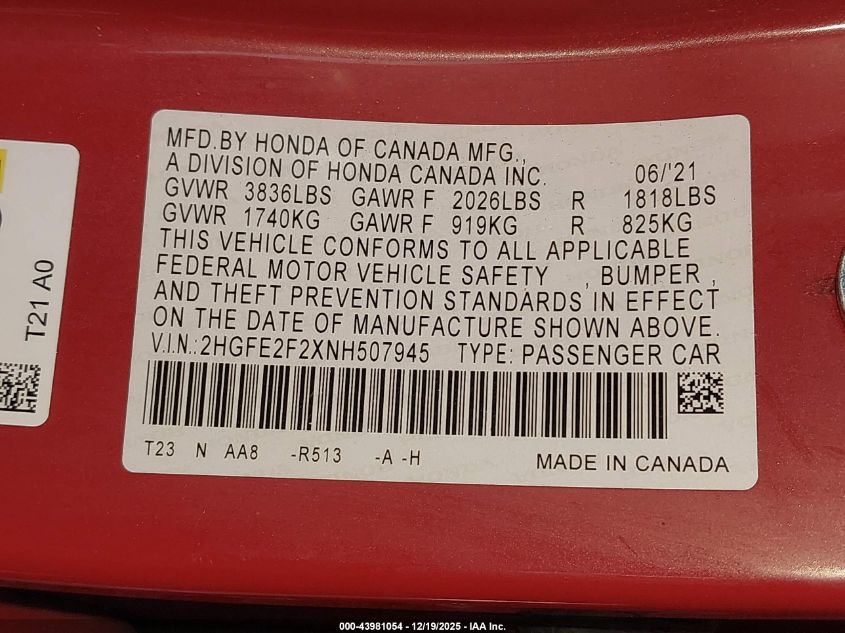 MFD.BY HONDA OF CANADA MFG.,
A DIVISION OF HONDA CANADA INC. 06/'21
GVWR 3836LBS GAWR F 2026LBS R 1818LBS
GVWR 1740KG GAWR F 919KG R 825KG
THIS VEHICLE CONFORMS TO ALL APPLICABLE
FEDERAL MOTOR VEHICLE SAFETY , BUMPER ,
AND THEFT PREVENTION STANDARDS IN EFFECT
ON THE DATE OF MANUFACTURE SHOWN ABOVE.
V.I.N.:2HGFE2F2XNH507945 TYPE: PASSENGER CAR
T23 N AA8 -R513 -A -H
MADE IN CANADA
T21 A0
000-43981054 - 12/19/2025 - IAA Inc.